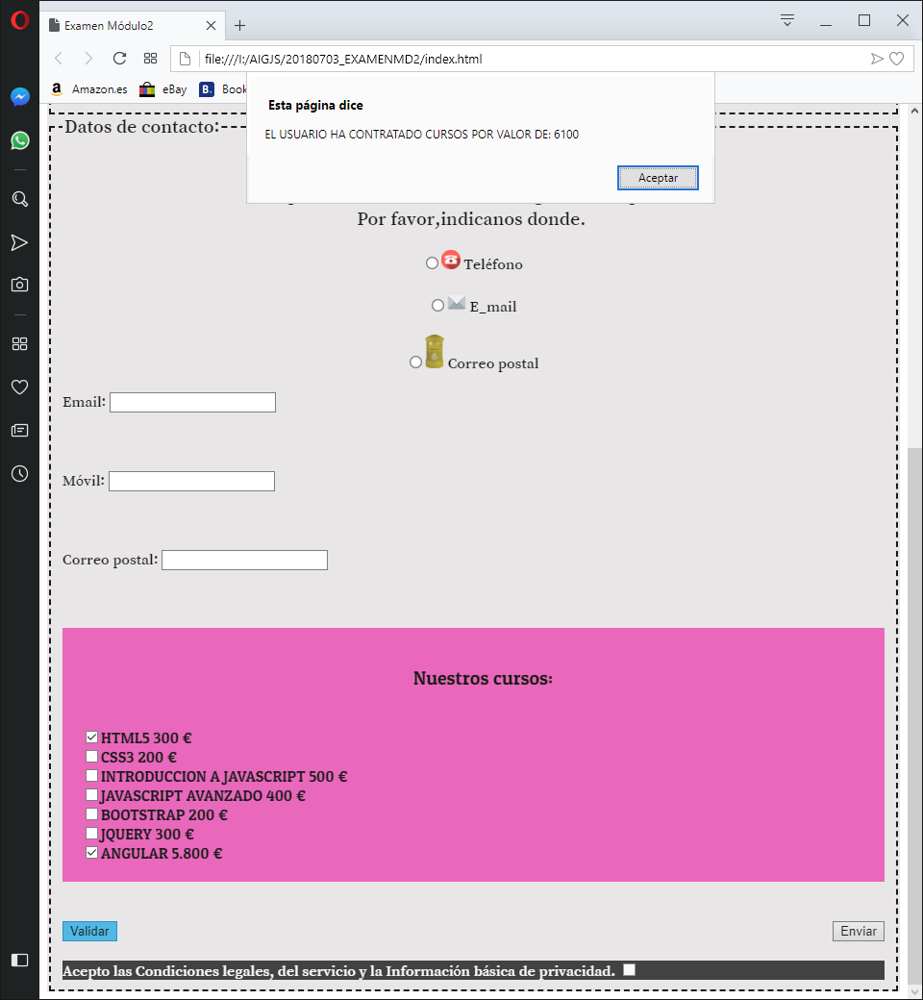 Examen Módulo2
file:///I:/AIGJS/20180703_EXAMENMD2/index.html
a Amazon.es eBay B. Book
Esta página dice
EL USUARIO HA CONTRATADO CURSOS POR VALOR DE: 6100
Aceptar
Datos de contacto:
Por favor,indicanos donde.
Teléfono
E_mail
Correo postal
Email:
Móvil:
Correo postal:
Nuestros cursos:
HTML5 300 €
CSS3 200 €
INTRODUCCION A JAVASCRIPT 500 €
JAVASCRIPT AVANZADO 400 €
BOOTSTRAP 200 €
JQUERY 300 €
ANGULAR 5.800 €
Validar
Enviar
Acepto las Condiciones legales, del servicio y la Información básica de privacidad.